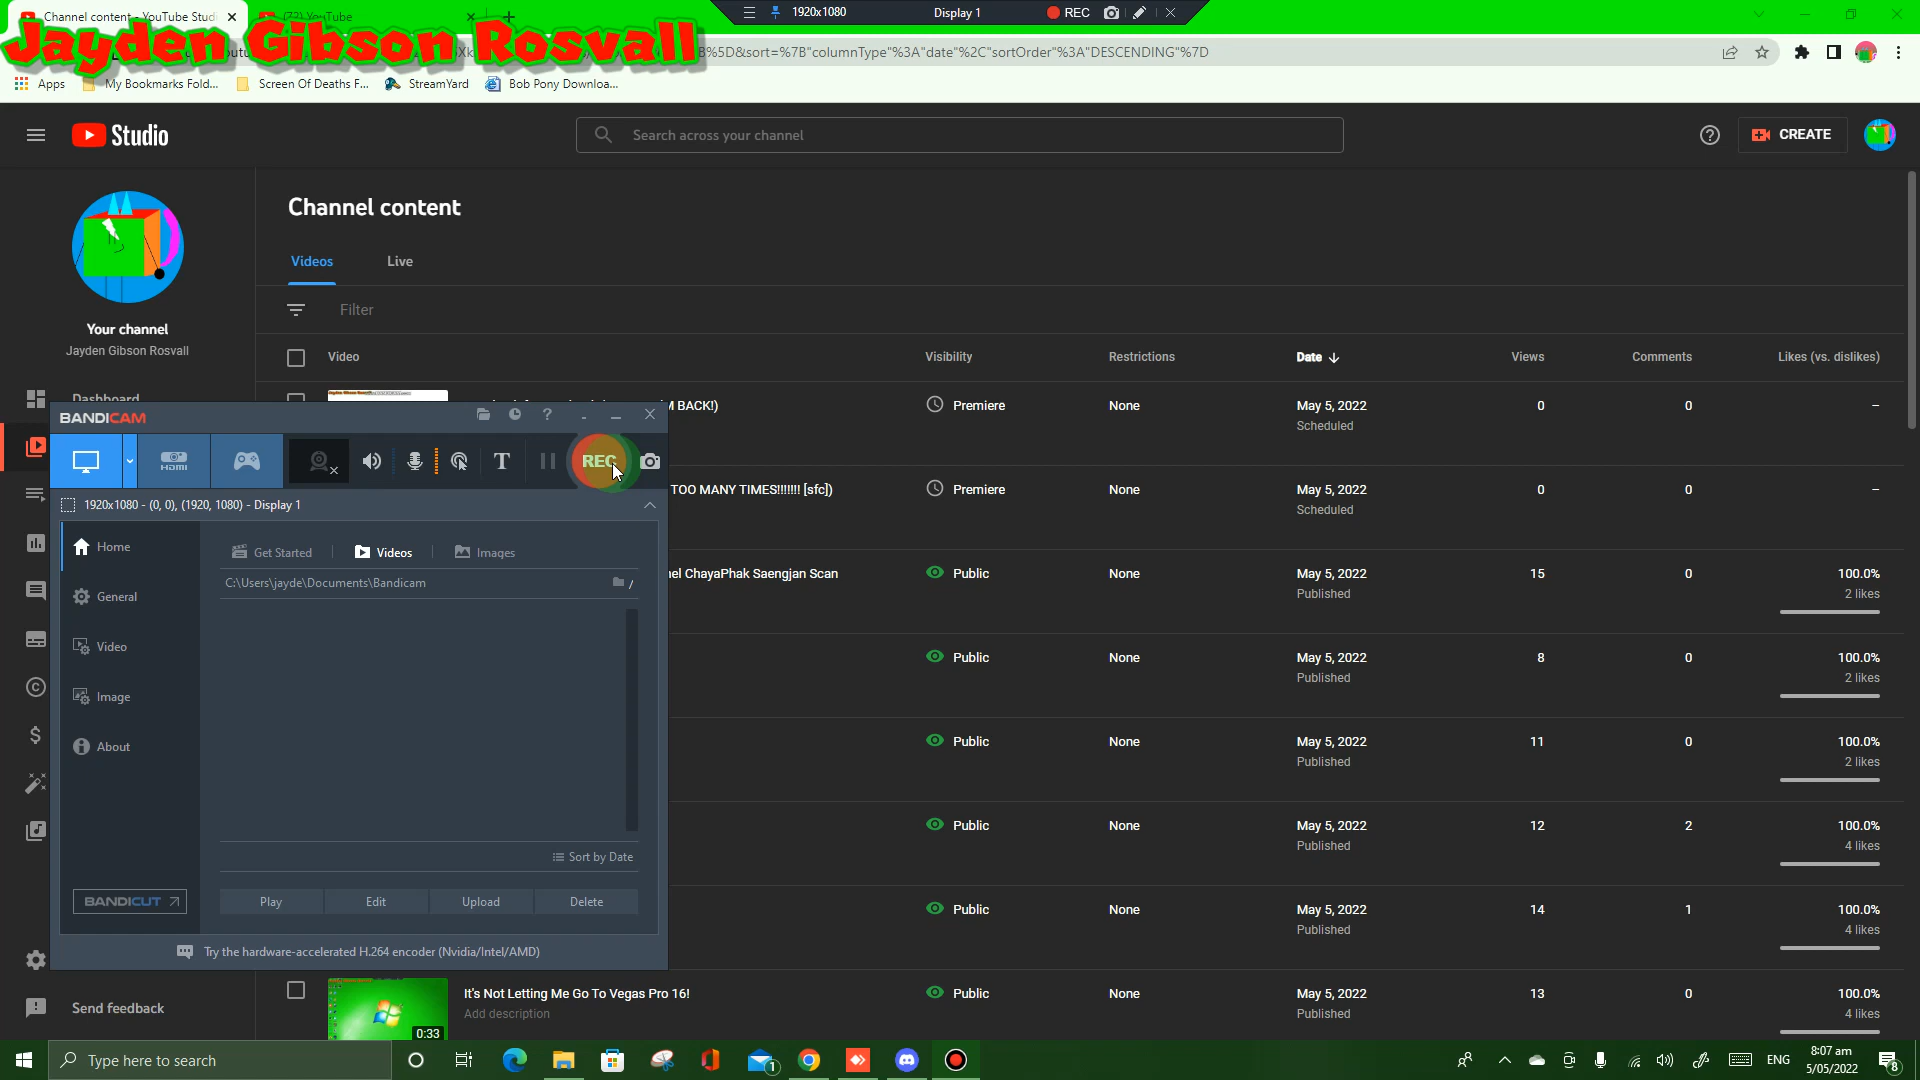 Channel content - YouTube Studi
(72) YouTube
1920x1080
Display 1
REC
Jayden Gibson Rosvall
B%5D&sort=%7B"columnType"%3A"date"%2C"sortOrder"%3A"DESCENDING"%7D
Apps
My Bookmarks Fold...
Screen Of Deaths F...
StreamYard
Bob Pony Downloa...
Studio
Search across your channel
CREATE
Channel content
Videos
Live
Your channel
Jayden Gibson Rosvall
Filter
Video
Visibility
Restrictions
Date
Views
Comments
Likes (vs. dislikes)
Dashboard
M BACK!)
Premiere
None
May 5, 2022
Scheduled
0
0
–
TOO MANY TIMES!!!!!!! [sfc])
Premiere
None
May 5, 2022
Scheduled
0
0
–
nel ChayaPhak Saengjan Scan
Public
None
May 5, 2022
Published
15
0
100.0%
2 likes
Public
None
May 5, 2022
Published
8
0
100.0%
2 likes
Public
None
May 5, 2022
Published
11
0
100.0%
2 likes
Public
None
May 5, 2022
Published
12
2
100.0%
4 likes
Public
None
May 5, 2022
Published
14
1
100.0%
4 likes
It's Not Letting Me Go To Vegas Pro 16!
Add description
0:33
Public
None
May 5, 2022
Published
13
0
100.0%
4 likes
BANDICAM
HDMI
T
REC
1920x1080 - (0, 0), (1920, 1080) - Display 1
Home
General
Video
Image
About
Get Started
Videos
Images
C:\Users\jayde\Documents\Bandicam
Sort by Date
Play
Edit
Upload
Delete
BANDICUT
Try the hardware-accelerated H.264 encoder (Nvidia/Intel/AMD)
Send feedback
Type here to search
1
ENG
8:07 am
5/05/2022
8